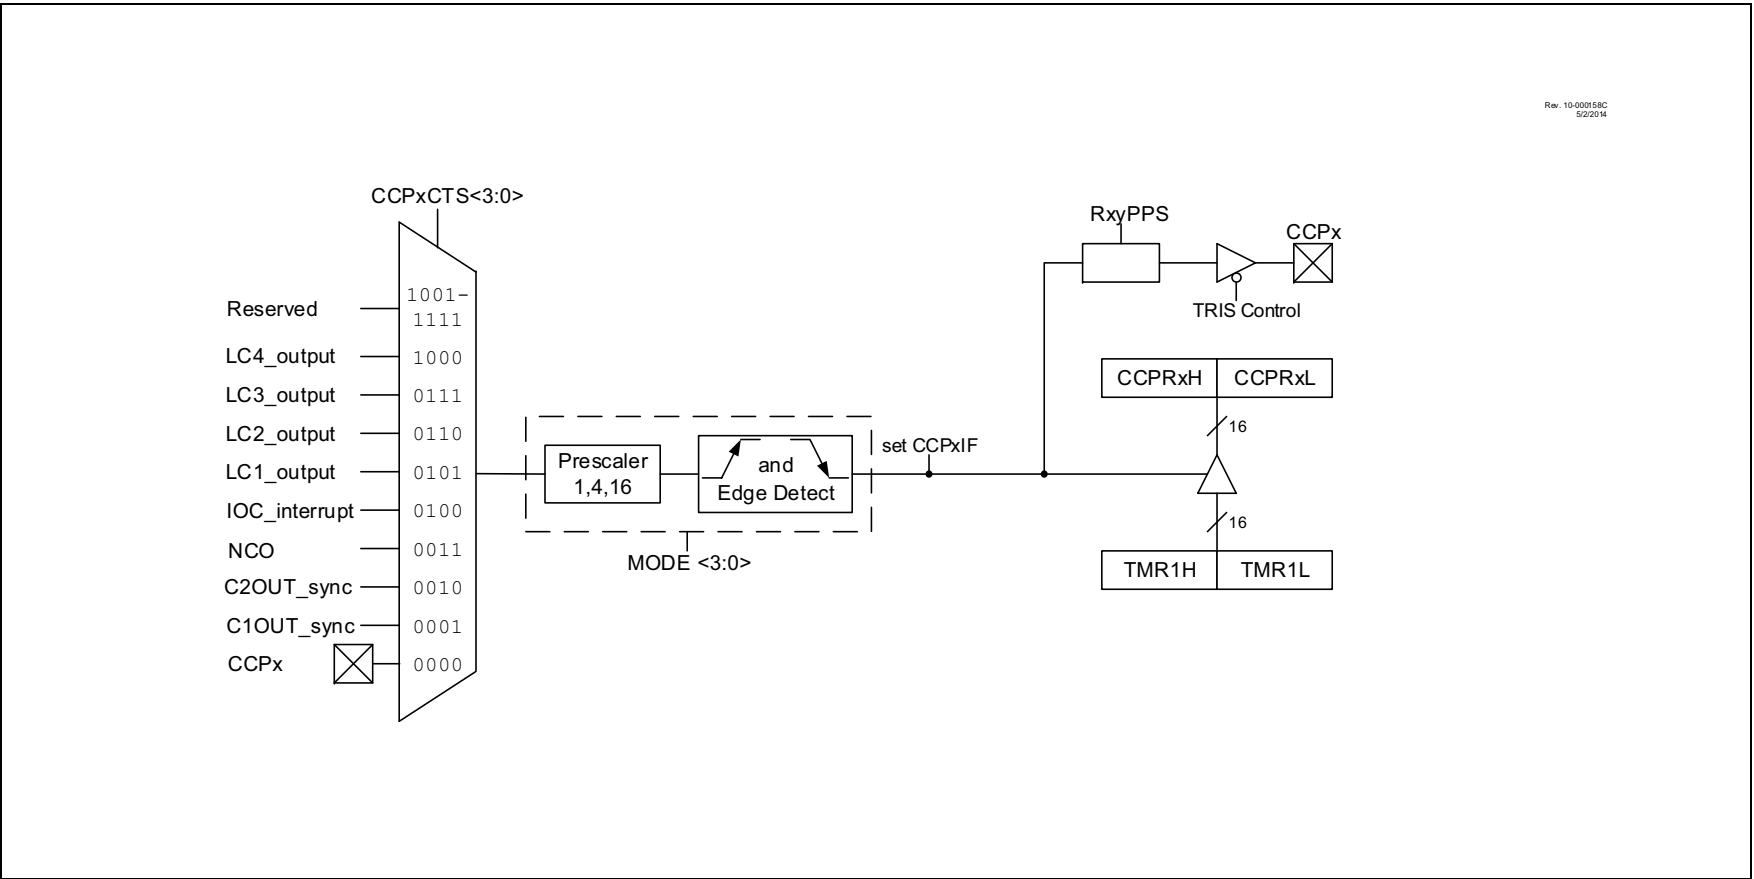 Rev. 10-000158C
5/2/2014
CCPxCTS<3:0>
RxyPPS
CCPx
TRIS Control
Reserved
1001-
1111
LC4_output
1000
LC3_output
0111
LC2_output
0110
LC1_output
0101
IOC_interrupt
0100
NCO
0011
C2OUT_sync
0010
C1OUT_sync
0001
CCPx
0000
Prescaler
1,4,16
and
Edge Detect
MODE <3:0>
set CCPxIF
CCPRxH
CCPRxL
16
16
TMR1H
TMR1L